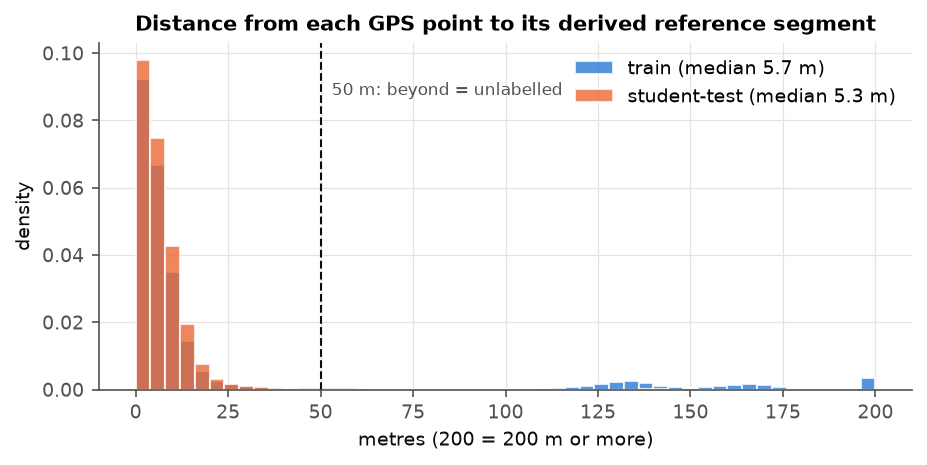 Distance from each GPS point to its derived reference segment
train (median 5.7 m)
student-test (median 5.3 m)
50 m: beyond = unlabelled
density
0.10
0.08
0.06
0.04
0.02
0.00
0 25 50 75 100 125 150 175 200
metres (200 = 200 m or more)